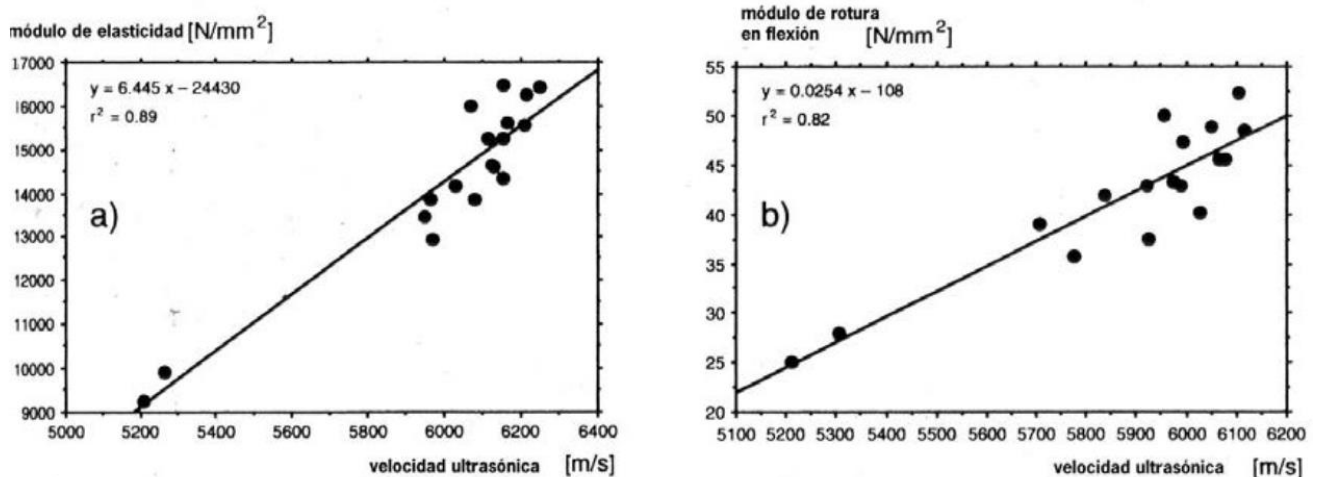 módulo de elasticidad [N/mm²]
17000
16000
15000
14000
13000
12000
11000
10000
9000
y = 6.445 x – 24430
r² = 0.89
a)
5000 5200 5400 5600 5800 6000 6200 6400
velocidad ultrasónica [m/s]
módulo de rotura
en flexión [N/mm²]
55
50
45
40
35
30
25
20
y = 0.0254 x – 108
r² = 0.82
b)
5100 5200 5300 5400 5500 5600 5700 5800 5900 6000 6100 6200
velocidad ultrasónica [m/s]